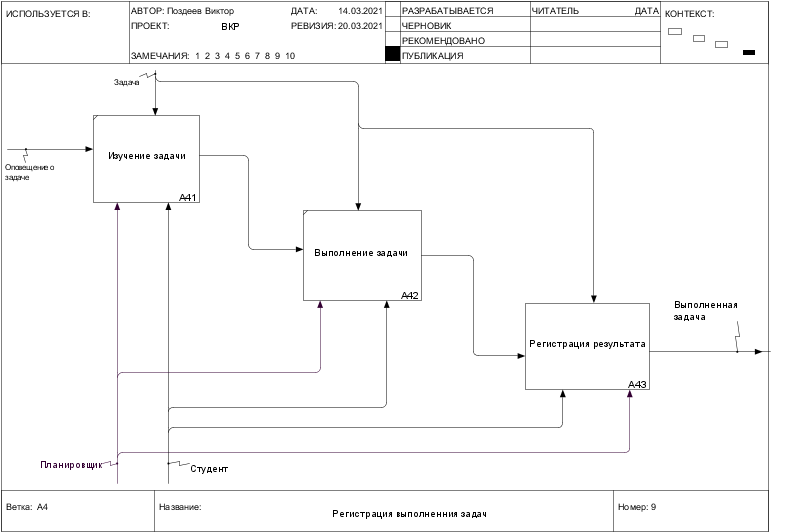 ИСПОЛЬЗУЕТСЯ В:
АВТОР: Поздеев Виктор
ДАТА: 14.03.2021
ПРОЕКТ: ВКР
РЕВИЗИЯ: 20.03.2021
ЗАМЕЧАНИЯ: 1 2 3 4 5 6 7 8 9 10
РАЗРАБАТЫВАЕТСЯ
ЧЕРНОВИК
РЕКОМЕНДОВАНО
ПУБЛИКАЦИЯ
ЧИТАТЕЛЬ ДАТА
КОНТЕКСТ:
Задача
Оповещение о
задаче
Изучение задачи
A41
Выполнение задачи
A42
Выполненная
задача
Регистрация результата
A43
Планировщик
Студент
Ветка: A4
Название:
Регистрация выполненния задач
Номер: 9